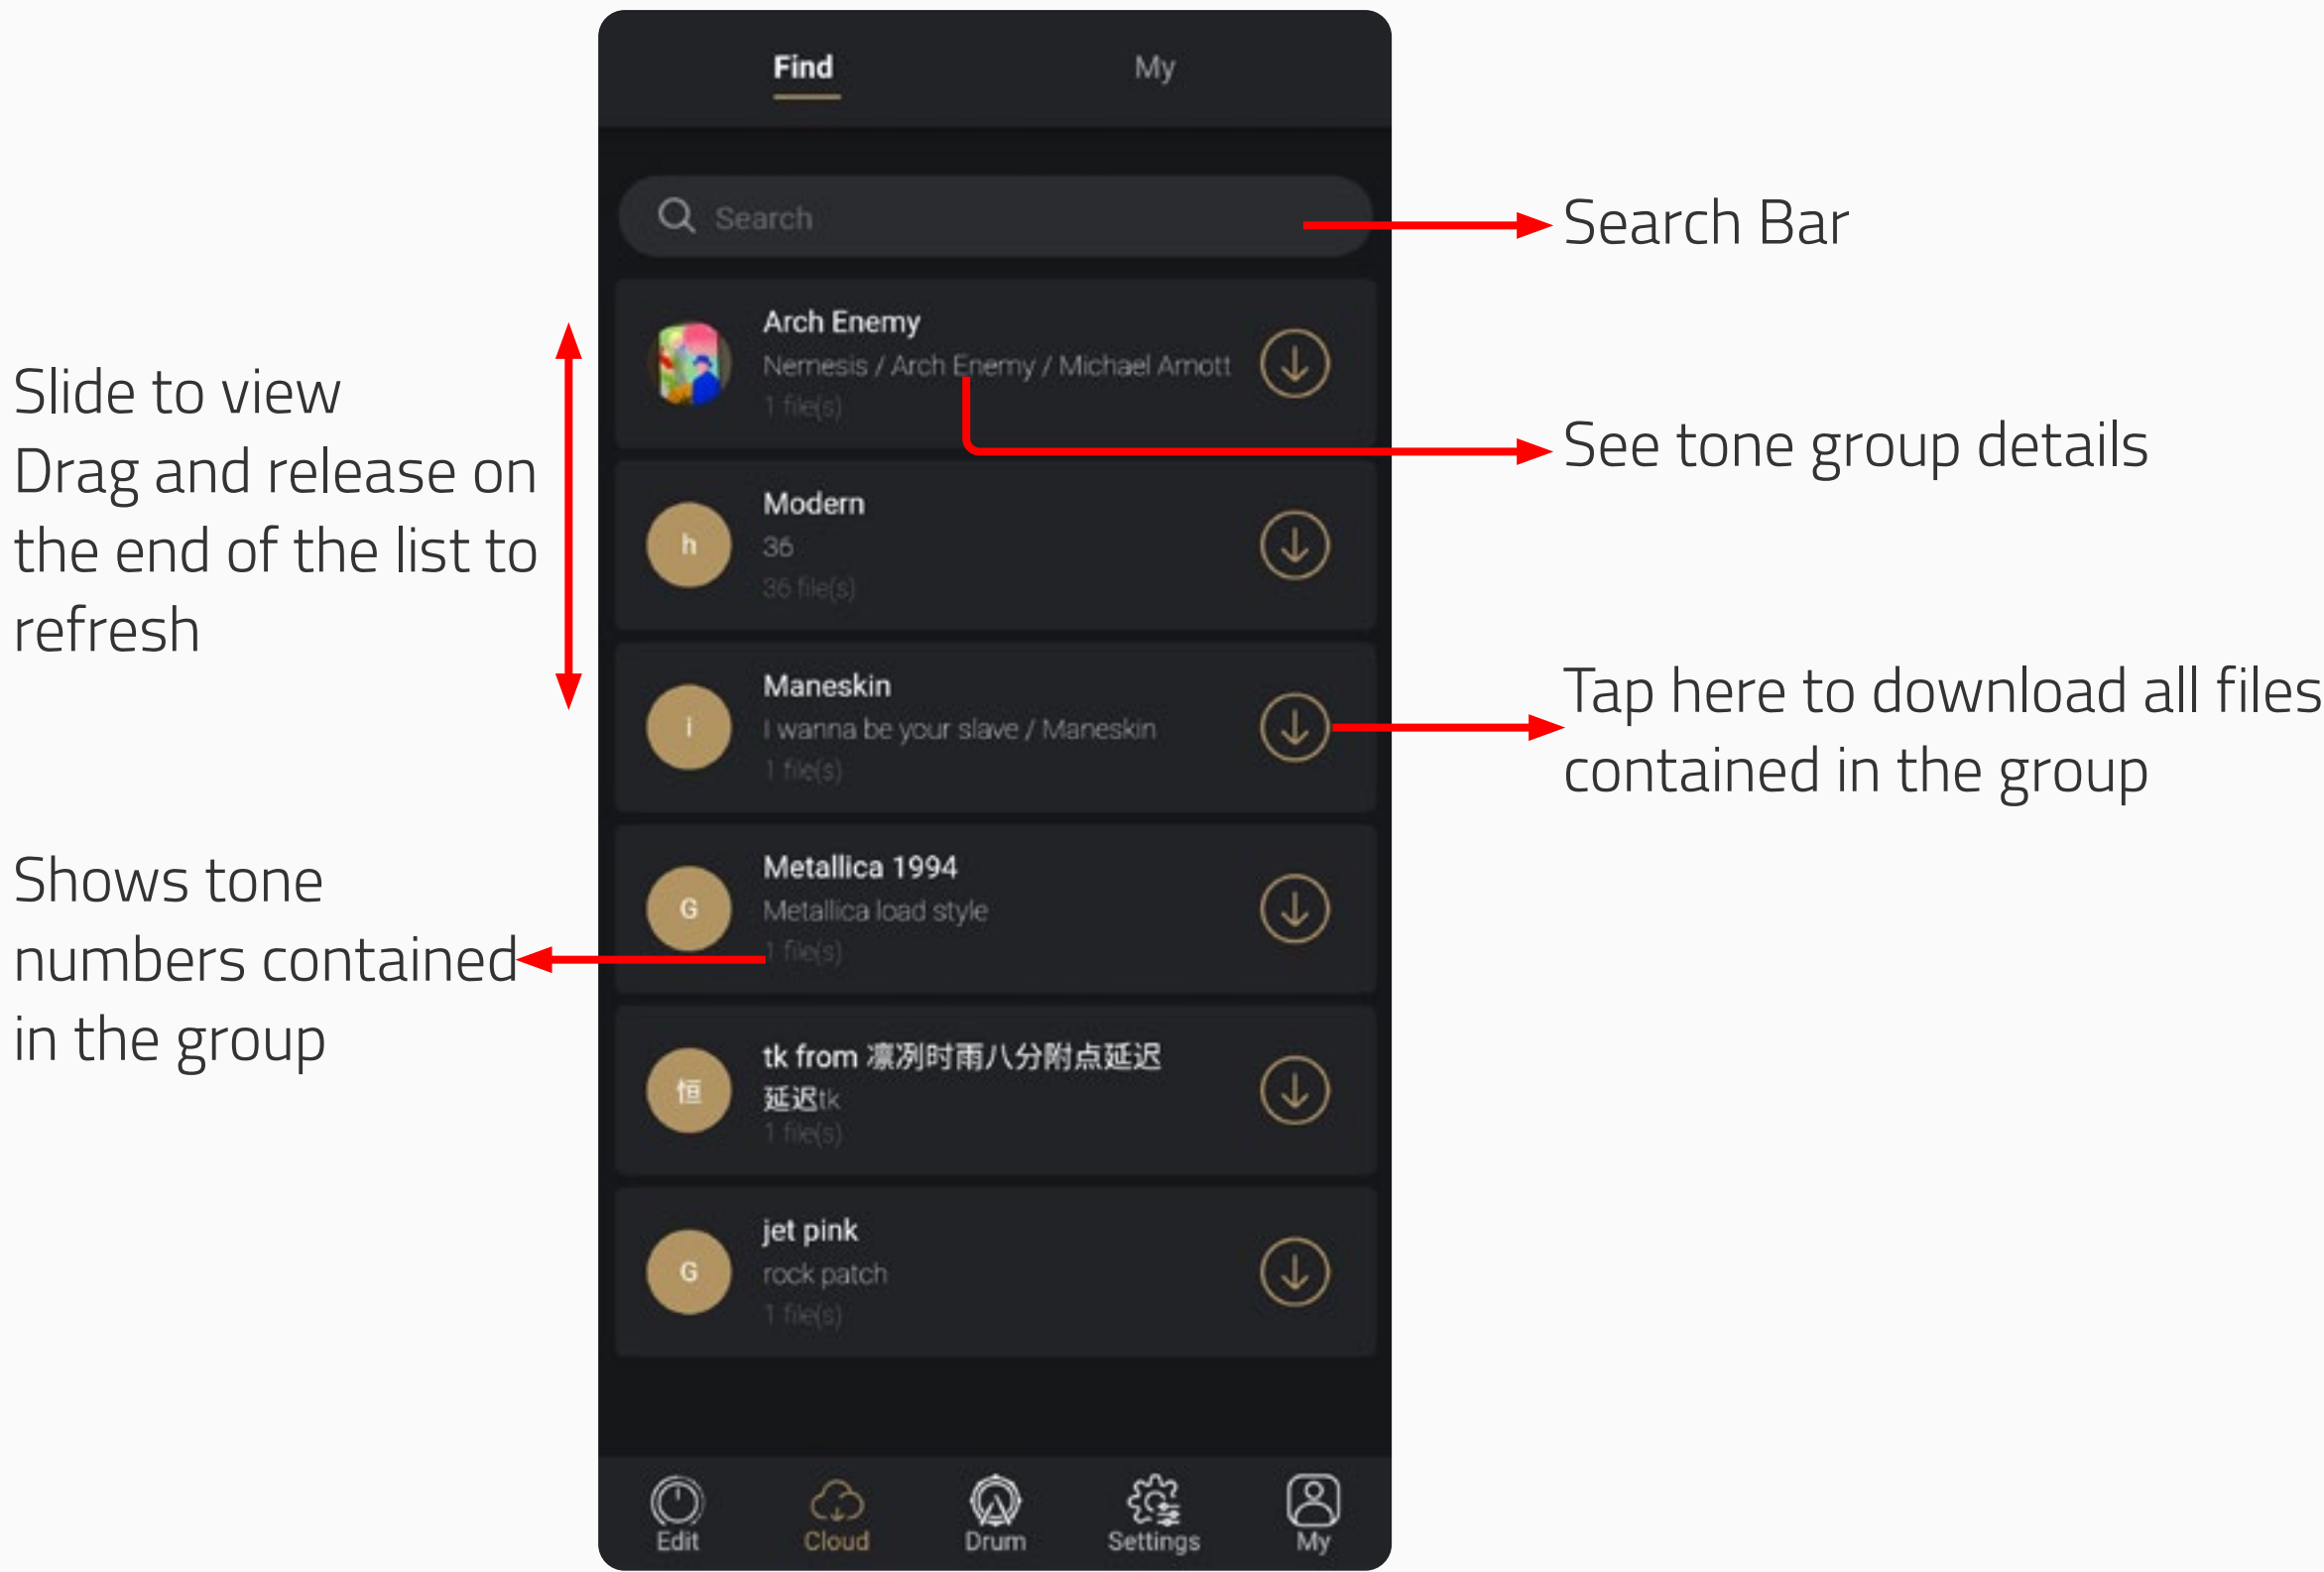 Find
My
Search
Search Bar
Arch Enemy
Nemesis / Arch Enemy / Michael Amott
1 file(s)
Slide to view
Drag and release on
the end of the list to
refresh
See tone group details
Modern
36
36 file(s)
h
Maneskin
I wanna be your slave / Maneskin
1 file(s)
i
Tap here to download all files
contained in the group
Metallica 1994
Metallica load style
1 file(s)
G
Shows tone
numbers contained
in the group
tk from 凛冽时雨八分附点延迟
延迟tk
1 file(s)
恒
jet pink
rock patch
1 file(s)
G
Edit
Cloud
Drum
Settings
My